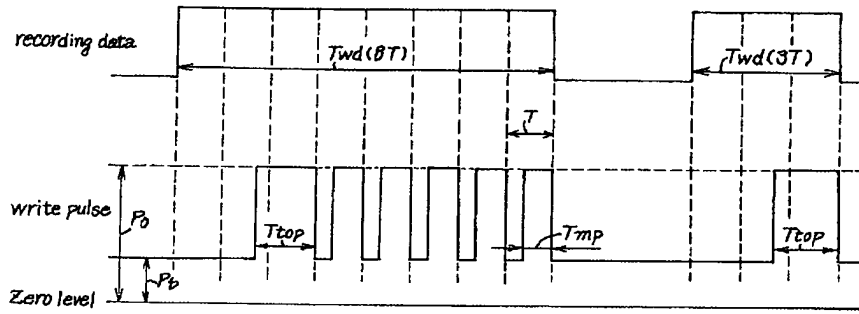 recording data
Twd(8T)
Twd(3T)
T
write pulse
Po
Ttop
Tmp
Ttop
Pb
Zero level